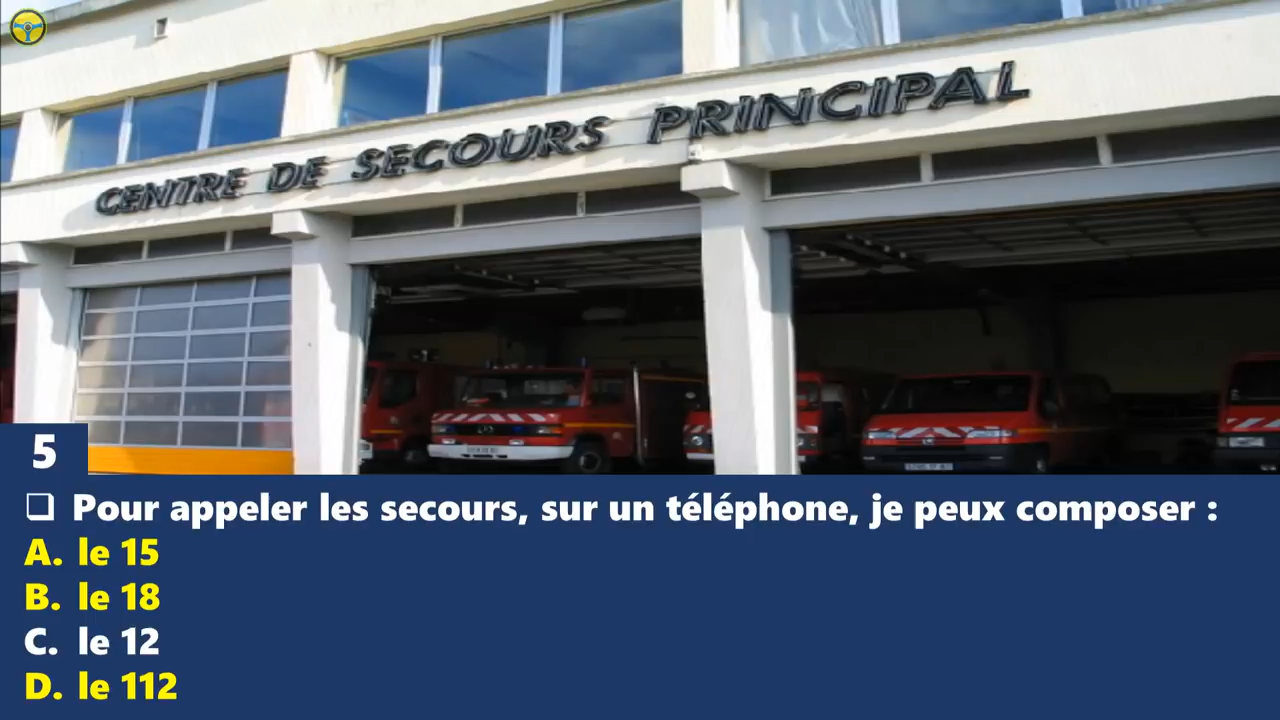 CENTRE DE SECOURS PRINCIPAL
5
❑ Pour appeler les secours, sur un téléphone, je peux composer :
A. le 15
B. le 18
C. le 12
D. le 112